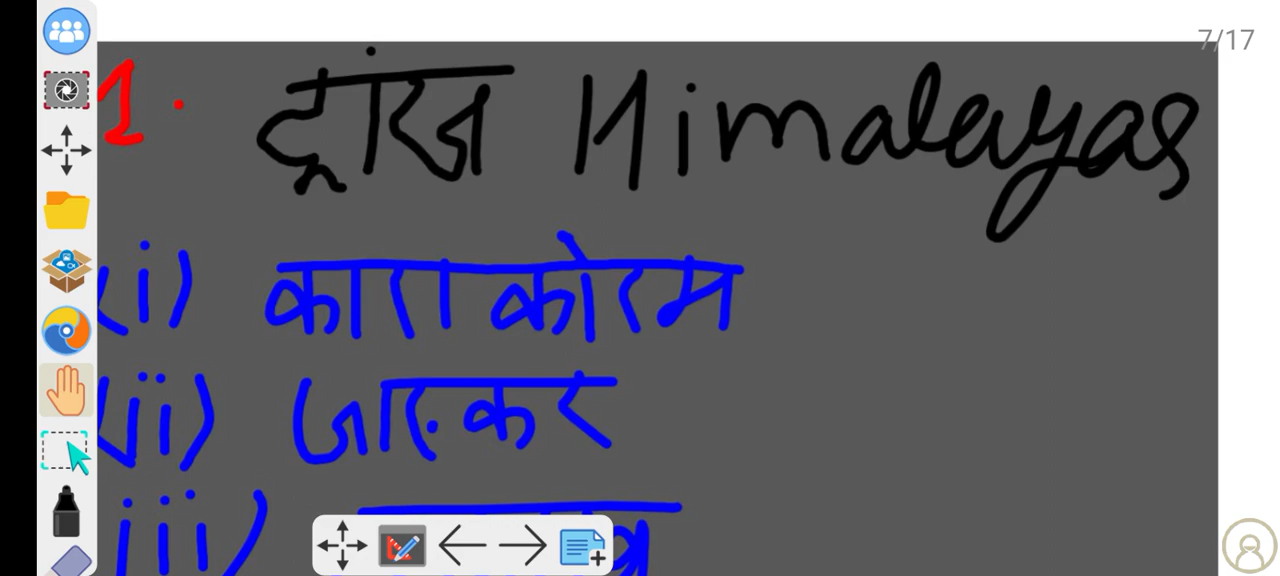 7/17
1. ट्रांस Himalayas
(i) काराकोरम
(ii) जास्कर
(iii)